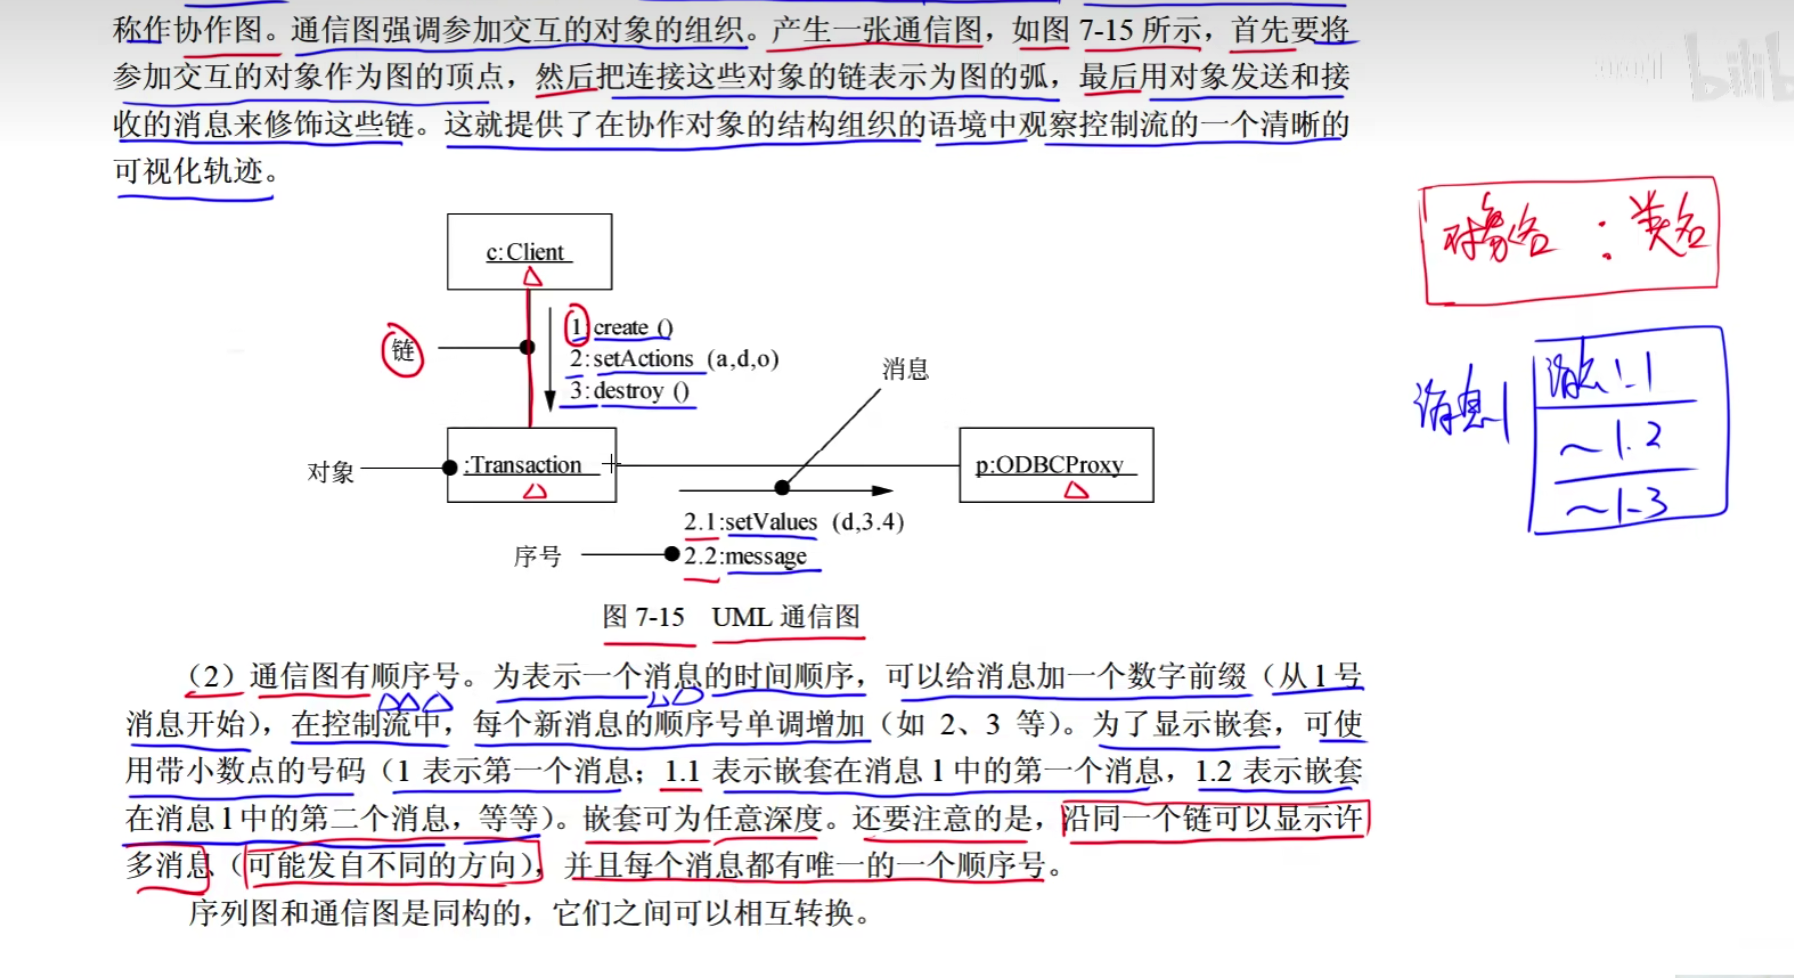 称作协作图。通信图强调参加交互的对象的组织。产生一张通信图，如图 7-15 所示，首先要将
参加交互的对象作为图的顶点，然后把连接这些对象的链表示为图的弧，最后用对象发送和接
收的消息来修饰这些链。这就提供了在协作对象的结构组织的语境中观察控制流的一个清晰的
可视化轨迹。
bilib
对象名 : 类名
c:Client
链
1:create ()
2:setActions (a,d,o)
3:destroy ()
消息
消息1
消息1.1
~1.2
~1.3
对象
:Transaction
p:ODBCProxy
2.1:setValues (d,3.4)
序号
2.2:message
图 7-15 UML 通信图
（2）通信图有顺序号。为表示一个消息的时间顺序，可以给消息加一个数字前缀（从 1 号
消息开始），在控制流中，每个新消息的顺序号单调增加（如 2、3 等）。为了显示嵌套，可使
用带小数点的号码（1 表示第一个消息；1.1 表示嵌套在消息 1 中的第一个消息，1.2 表示嵌套
在消息 1 中的第二个消息，等等）。嵌套可为任意深度。还要注意的是，沿同一个链可以显示许
多消息（可能发自不同的方向），并且每个消息都有唯一的一个顺序号。
序列图和通信图是同构的，它们之间可以相互转换。